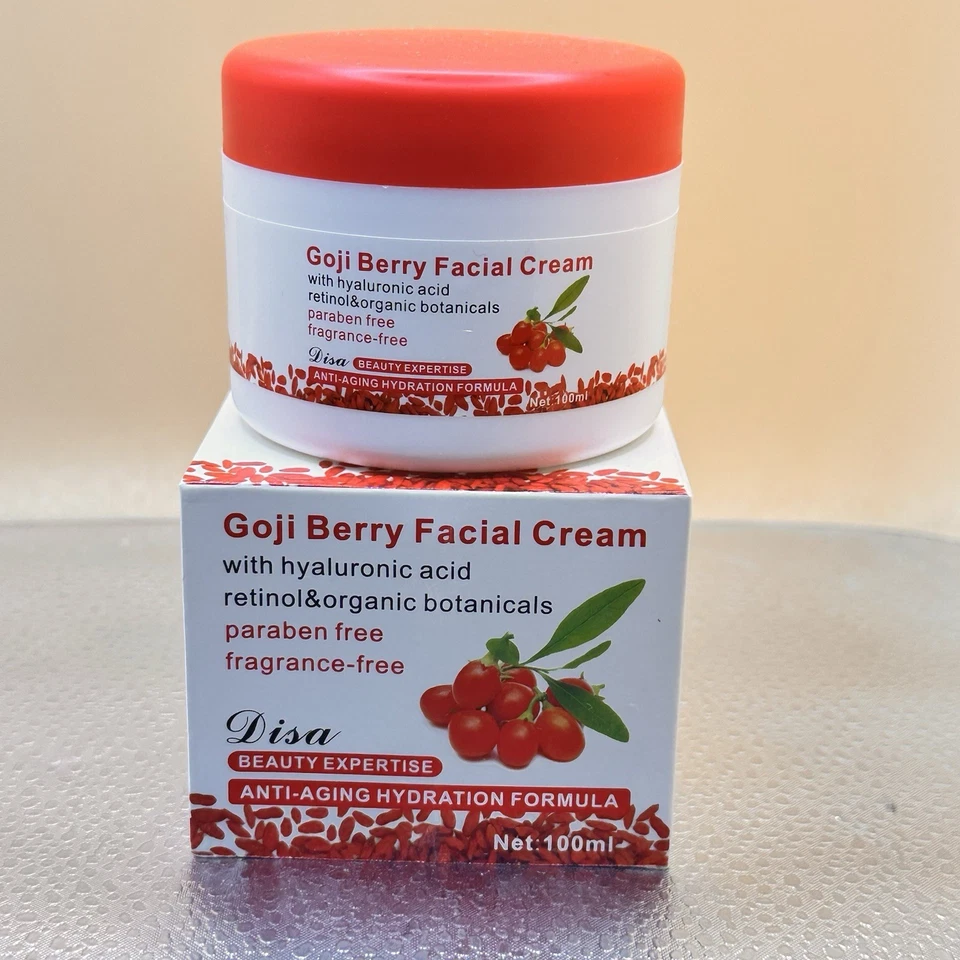 Goji Berry Facial Cream
with hyaluronic acid
retinol&organic botanicals
paraben free
fragrance-free
Disa BEAUTY EXPERTISE
ANTI-AGING HYDRATION FORMULA
Net:100ml
Goji Berry Facial Cream
with hyaluronic acid
retinol&organic botanicals
paraben free
fragrance-free
Disa
BEAUTY EXPERTISE
ANTI-AGING HYDRATION FORMULA
Net:100ml